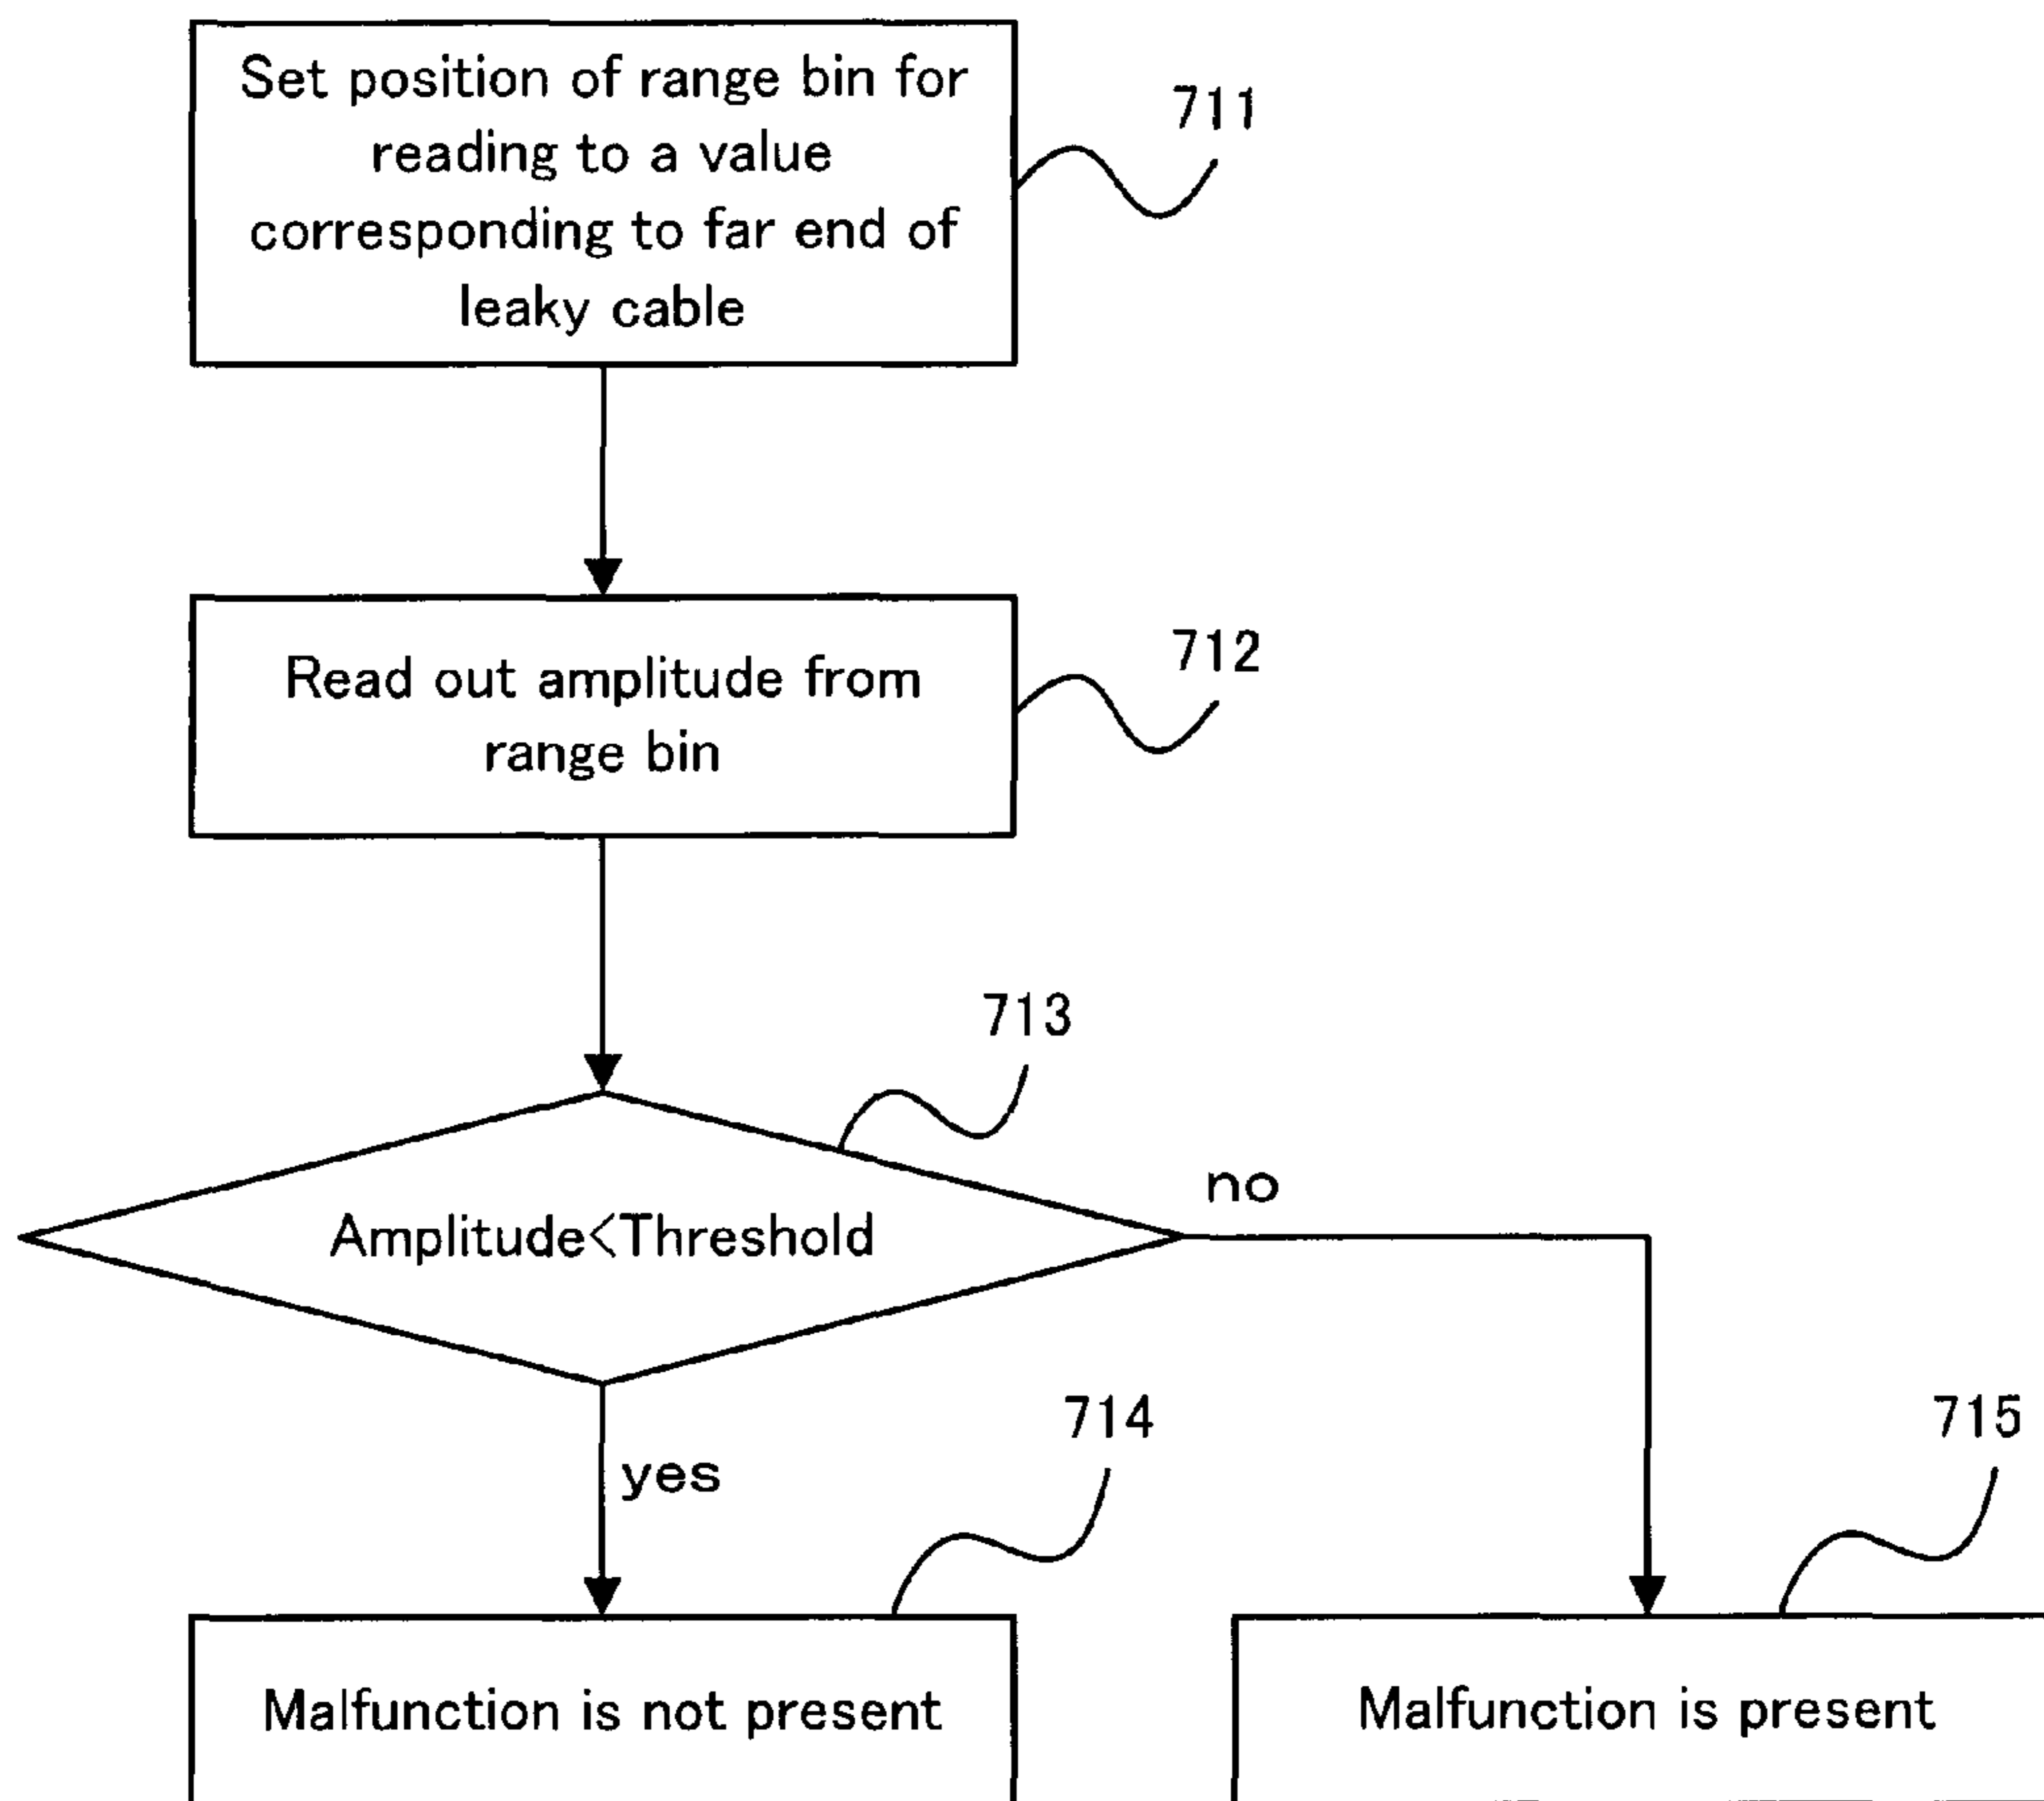 Set position of range bin for
reading to a value
corresponding to far end of
leaky cable
711
Read out amplitude from
range bin
712
713
Amplitude<Threshold
no
yes
714
715
Malfunction is not present
Malfunction is present